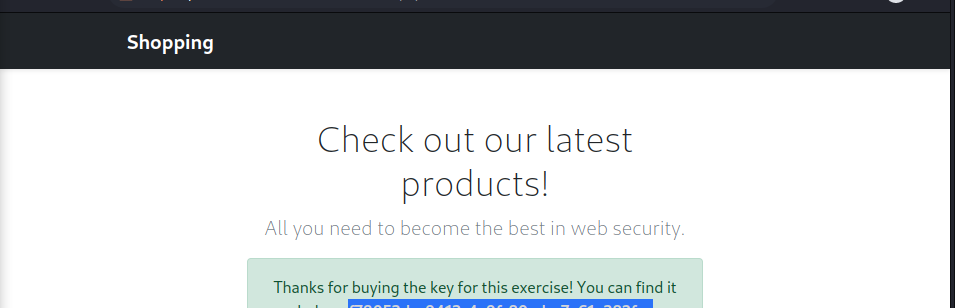 Shopping
Check out our latest
products!
All you need to become the best in web security.
Thanks for buying the key for this exercise! You can find it